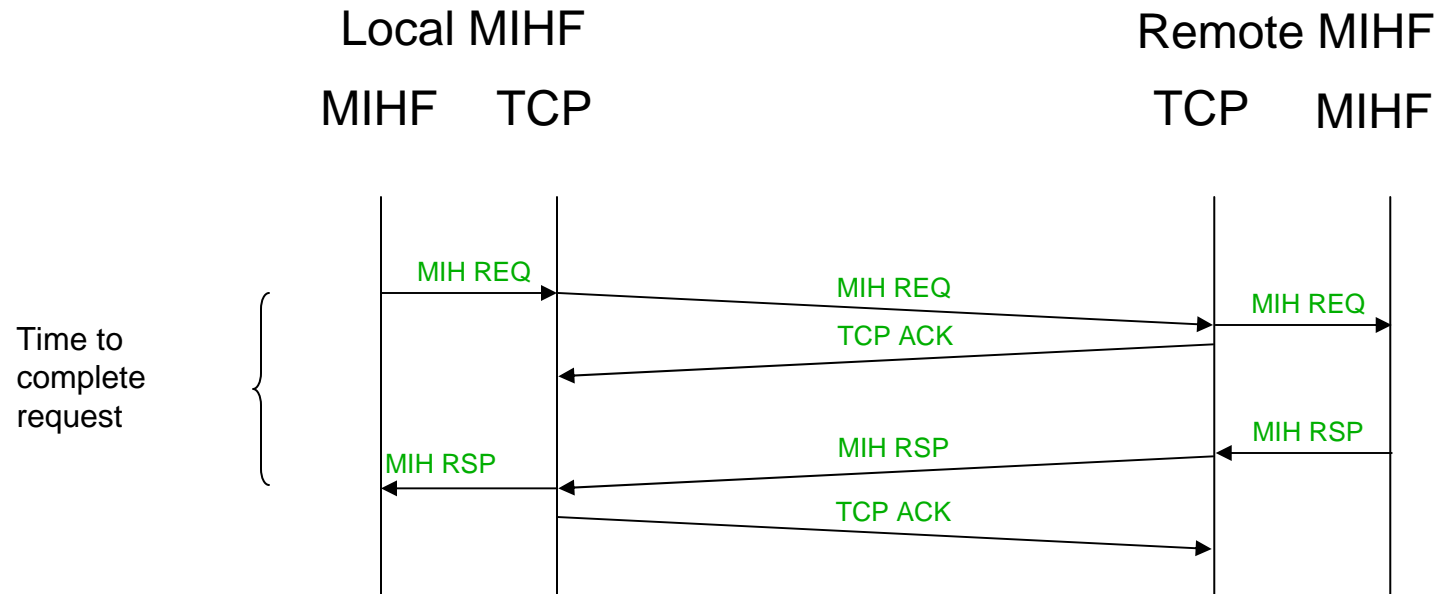 Local MIHF
Remote MIHF
MIHF
TCP
TCP
MIHF
MIH REQ
MIH REQ
MIH REQ
TCP ACK
Time to
complete
request
MIH RSP
MIH RSP
MIH RSP
TCP ACK